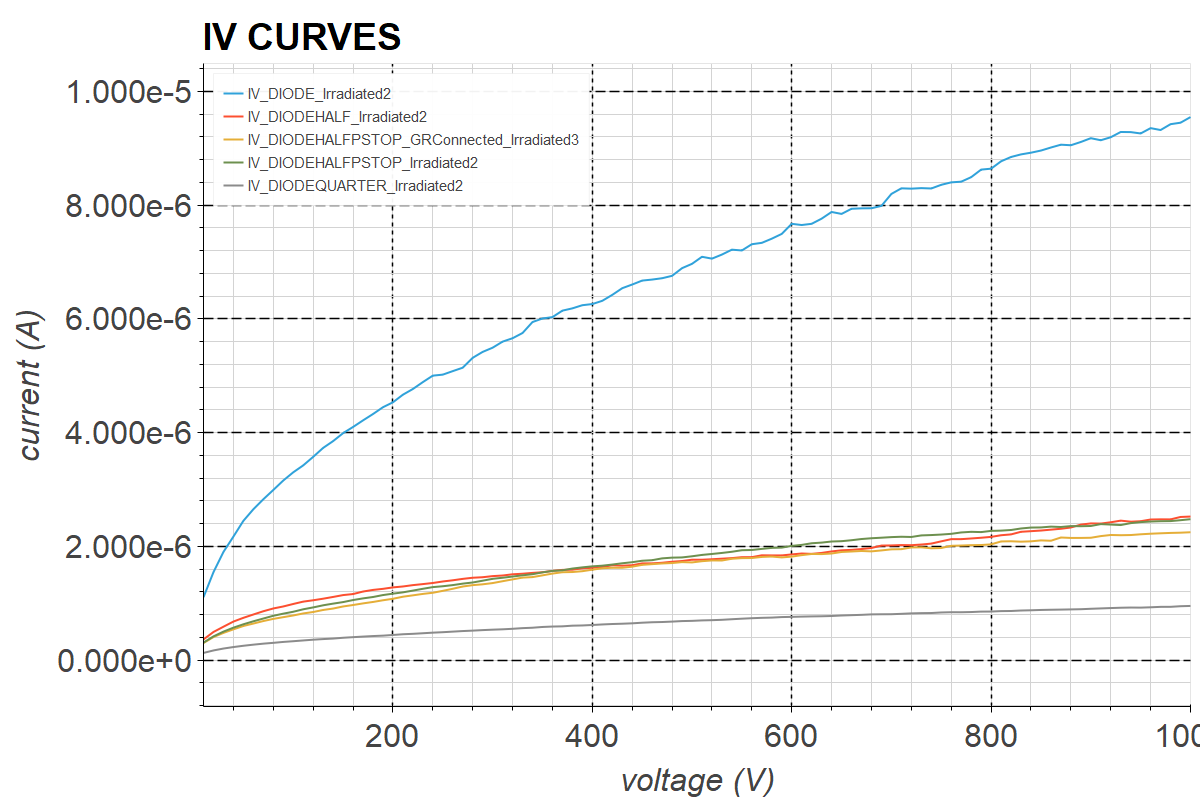 IV CURVES
IV_DIODE_Irradiated2
IV_DIODEHALF_Irradiated2
IV_DIODEHALFPSTOP_GRConnected_Irradiated3
IV_DIODEHALFPSTOP_Irradiated2
IV_DIODEQUARTER_Irradiated2
1.000e-5
8.000e-6
6.000e-6
4.000e-6
2.000e-6
0.000e+0
current (A)
200 400 600 800 100
voltage (V)